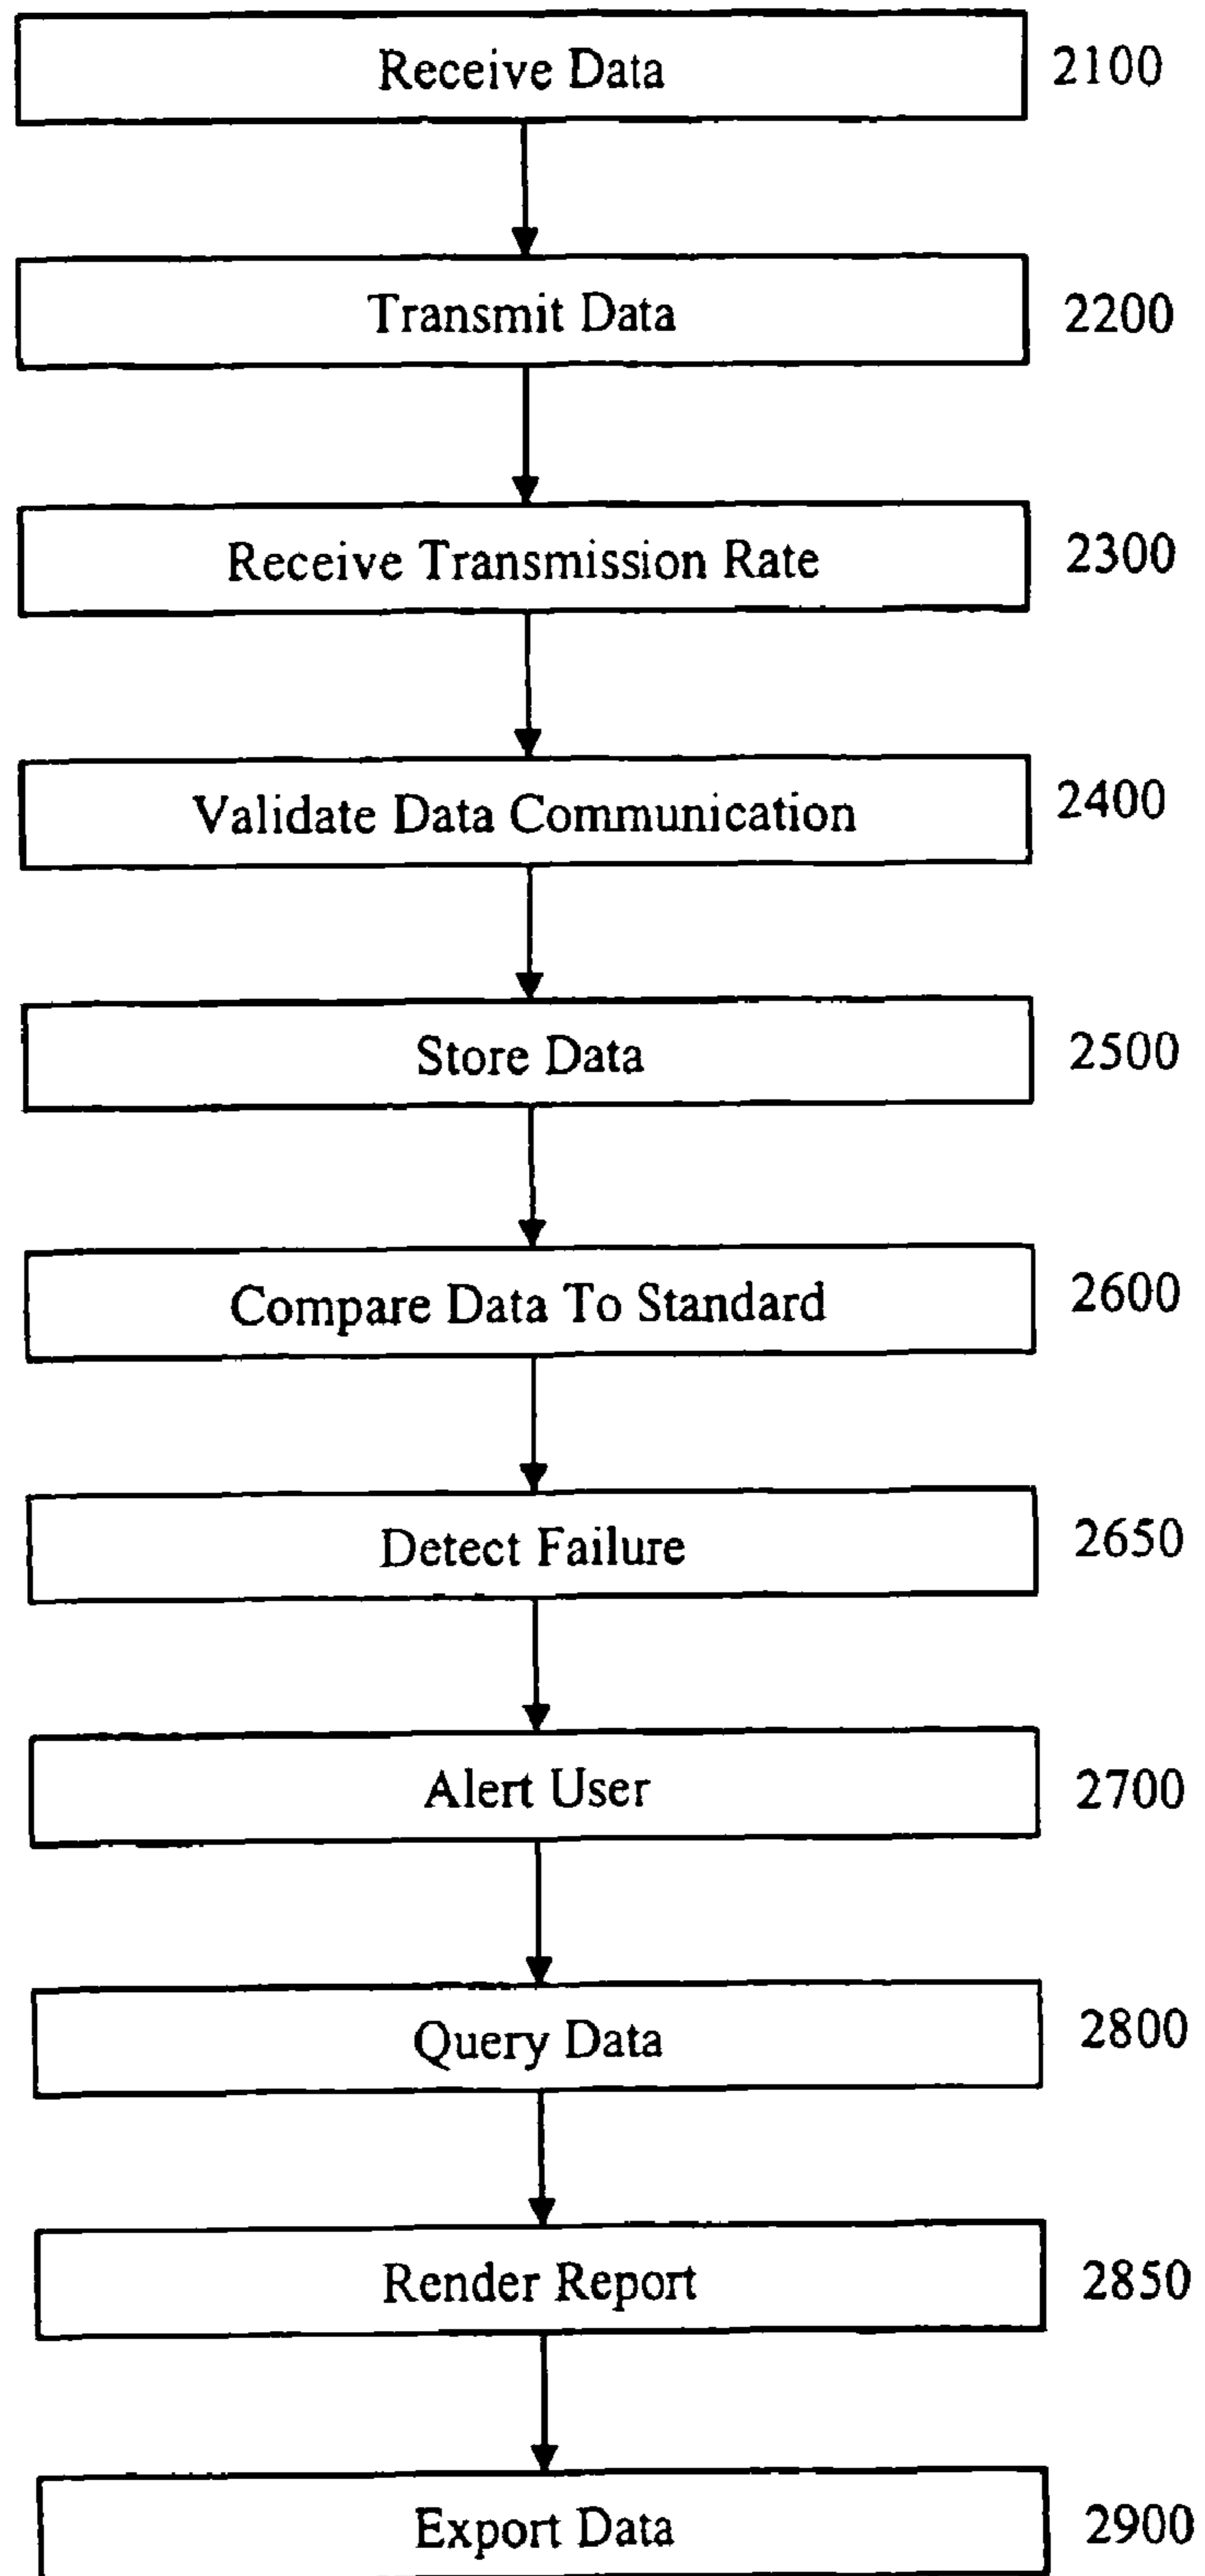 Receive Data 2100
Transmit Data 2200
Receive Transmission Rate 2300
Validate Data Communication 2400
Store Data 2500
Compare Data To Standard 2600
Detect Failure 2650
Alert User 2700
Query Data 2800
Render Report 2850
Export Data 2900